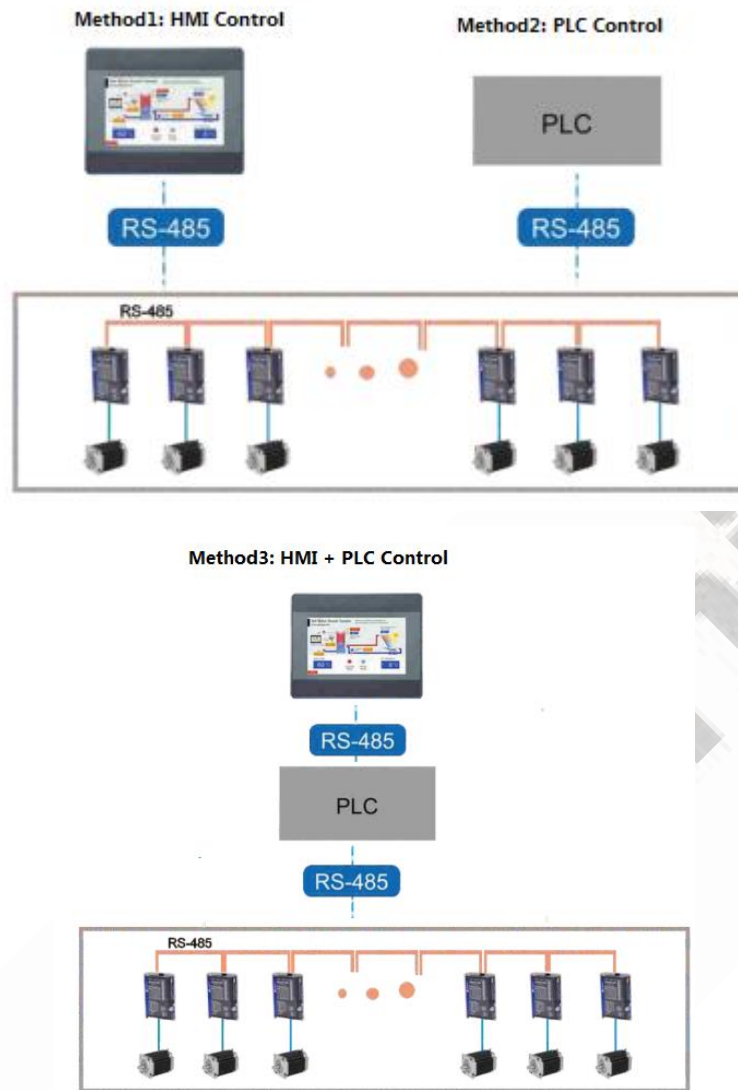 Method1: HMI Control
Method2: PLC Control
PLC
RS-485
RS-485
RS-485
Method3: HMI + PLC Control
RS-485
PLC
RS-485
RS-485